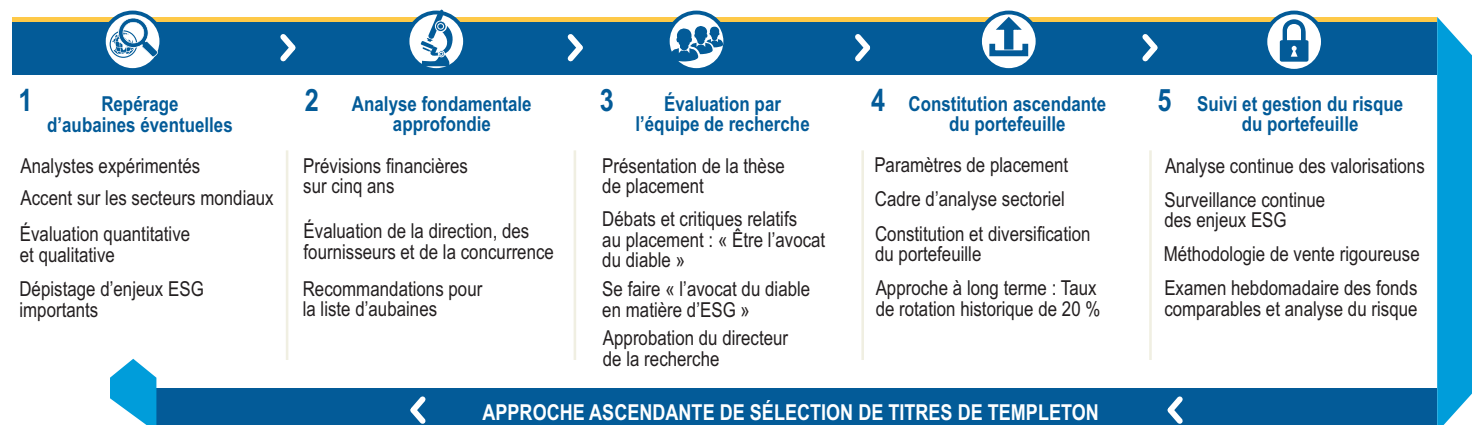 1 Repérage
d'aubaines éventuelles
Analystes expérimentés
Accent sur les secteurs mondiaux
Évaluation quantitative
et qualitative
Dépistage d'enjeux ESG
importants
2 Analyse fondamentale
approfondie
Prévisions financières
sur cinq ans
Évaluation de la direction, des
fournisseurs et de la concurrence
Recommandations pour
la liste d'aubaines
3 Évaluation par
l'équipe de recherche
Présentation de la thèse
de placement
Débats et critiques relatifs
au placement : « Être l'avocat
du diable »
Se faire « l'avocat du diable
en matière d'ESG »
Approbation du directeur
de la recherche
4 Constitution ascendante
du portefeuille
Paramètres de placement
Cadre d'analyse sectoriel
Constitution et diversification
du portefeuille
Approche à long terme : Taux
de rotation historique de 20 %
5 Suivi et gestion du risque
du portefeuille
Analyse continue des valorisations
Surveillance continue
des enjeux ESG
Méthodologie de vente rigoureuse
Examen hebdomadaire des fonds
comparables et analyse du risque
APPROCHE ASCENDANTE DE SÉLECTION DE TITRES DE TEMPLETON